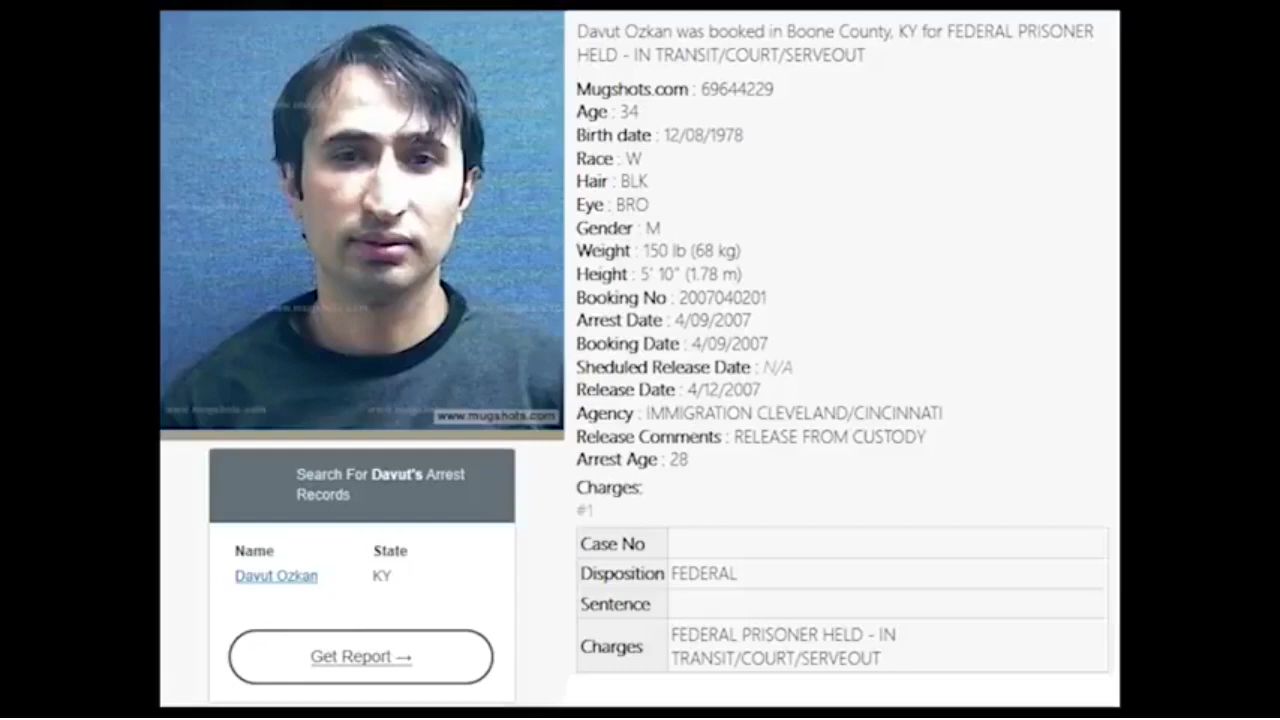 Davut Ozkan was booked in Boone County, KY for FEDERAL PRISONER
HELD - IN TRANSIT/COURT/SERVEOUT
Mugshots.com : 69644229
Age : 34
Birth date : 12/08/1978
Race : W
Hair : BLK
Eye : BRO
Gender : M
Weight : 150 lb (68 kg)
Height : 5' 10" (1.78 m)
Booking No : 2007040201
Arrest Date : 4/09/2007
Booking Date : 4/09/2007
Sheduled Release Date : N/A
Release Date : 4/12/2007
Agency : IMMIGRATION CLEVELAND/CINCINNATI
Release Comments : RELEASE FROM CUSTODY
Arrest Age : 28
Charges:
#1
Case No
Disposition FEDERAL
Sentence
Charges FEDERAL PRISONER HELD - IN
TRANSIT/COURT/SERVEOUT
www.mugshots.com
Search For Davut's Arrest
Records
Name State
Davut Ozkan KY
Get Report →